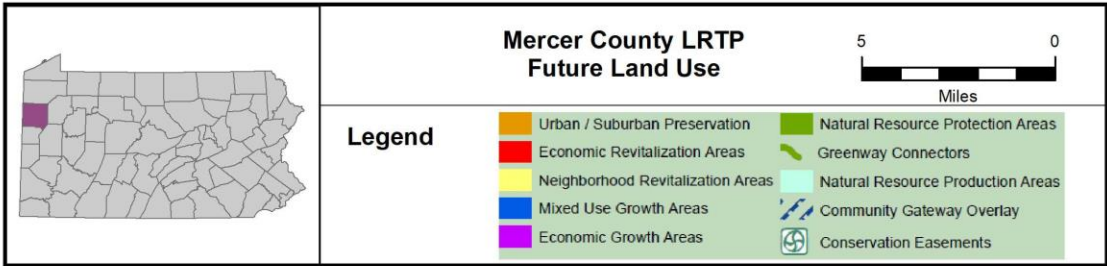 Mercer County LRTP
Future Land Use
5 0
Miles
Legend
Urban / Suburban Preservation
Economic Revitalization Areas
Neighborhood Revitalization Areas
Mixed Use Growth Areas
Economic Growth Areas
Natural Resource Protection Areas
Greenway Connectors
Natural Resource Production Areas
Community Gateway Overlay
Conservation Easements